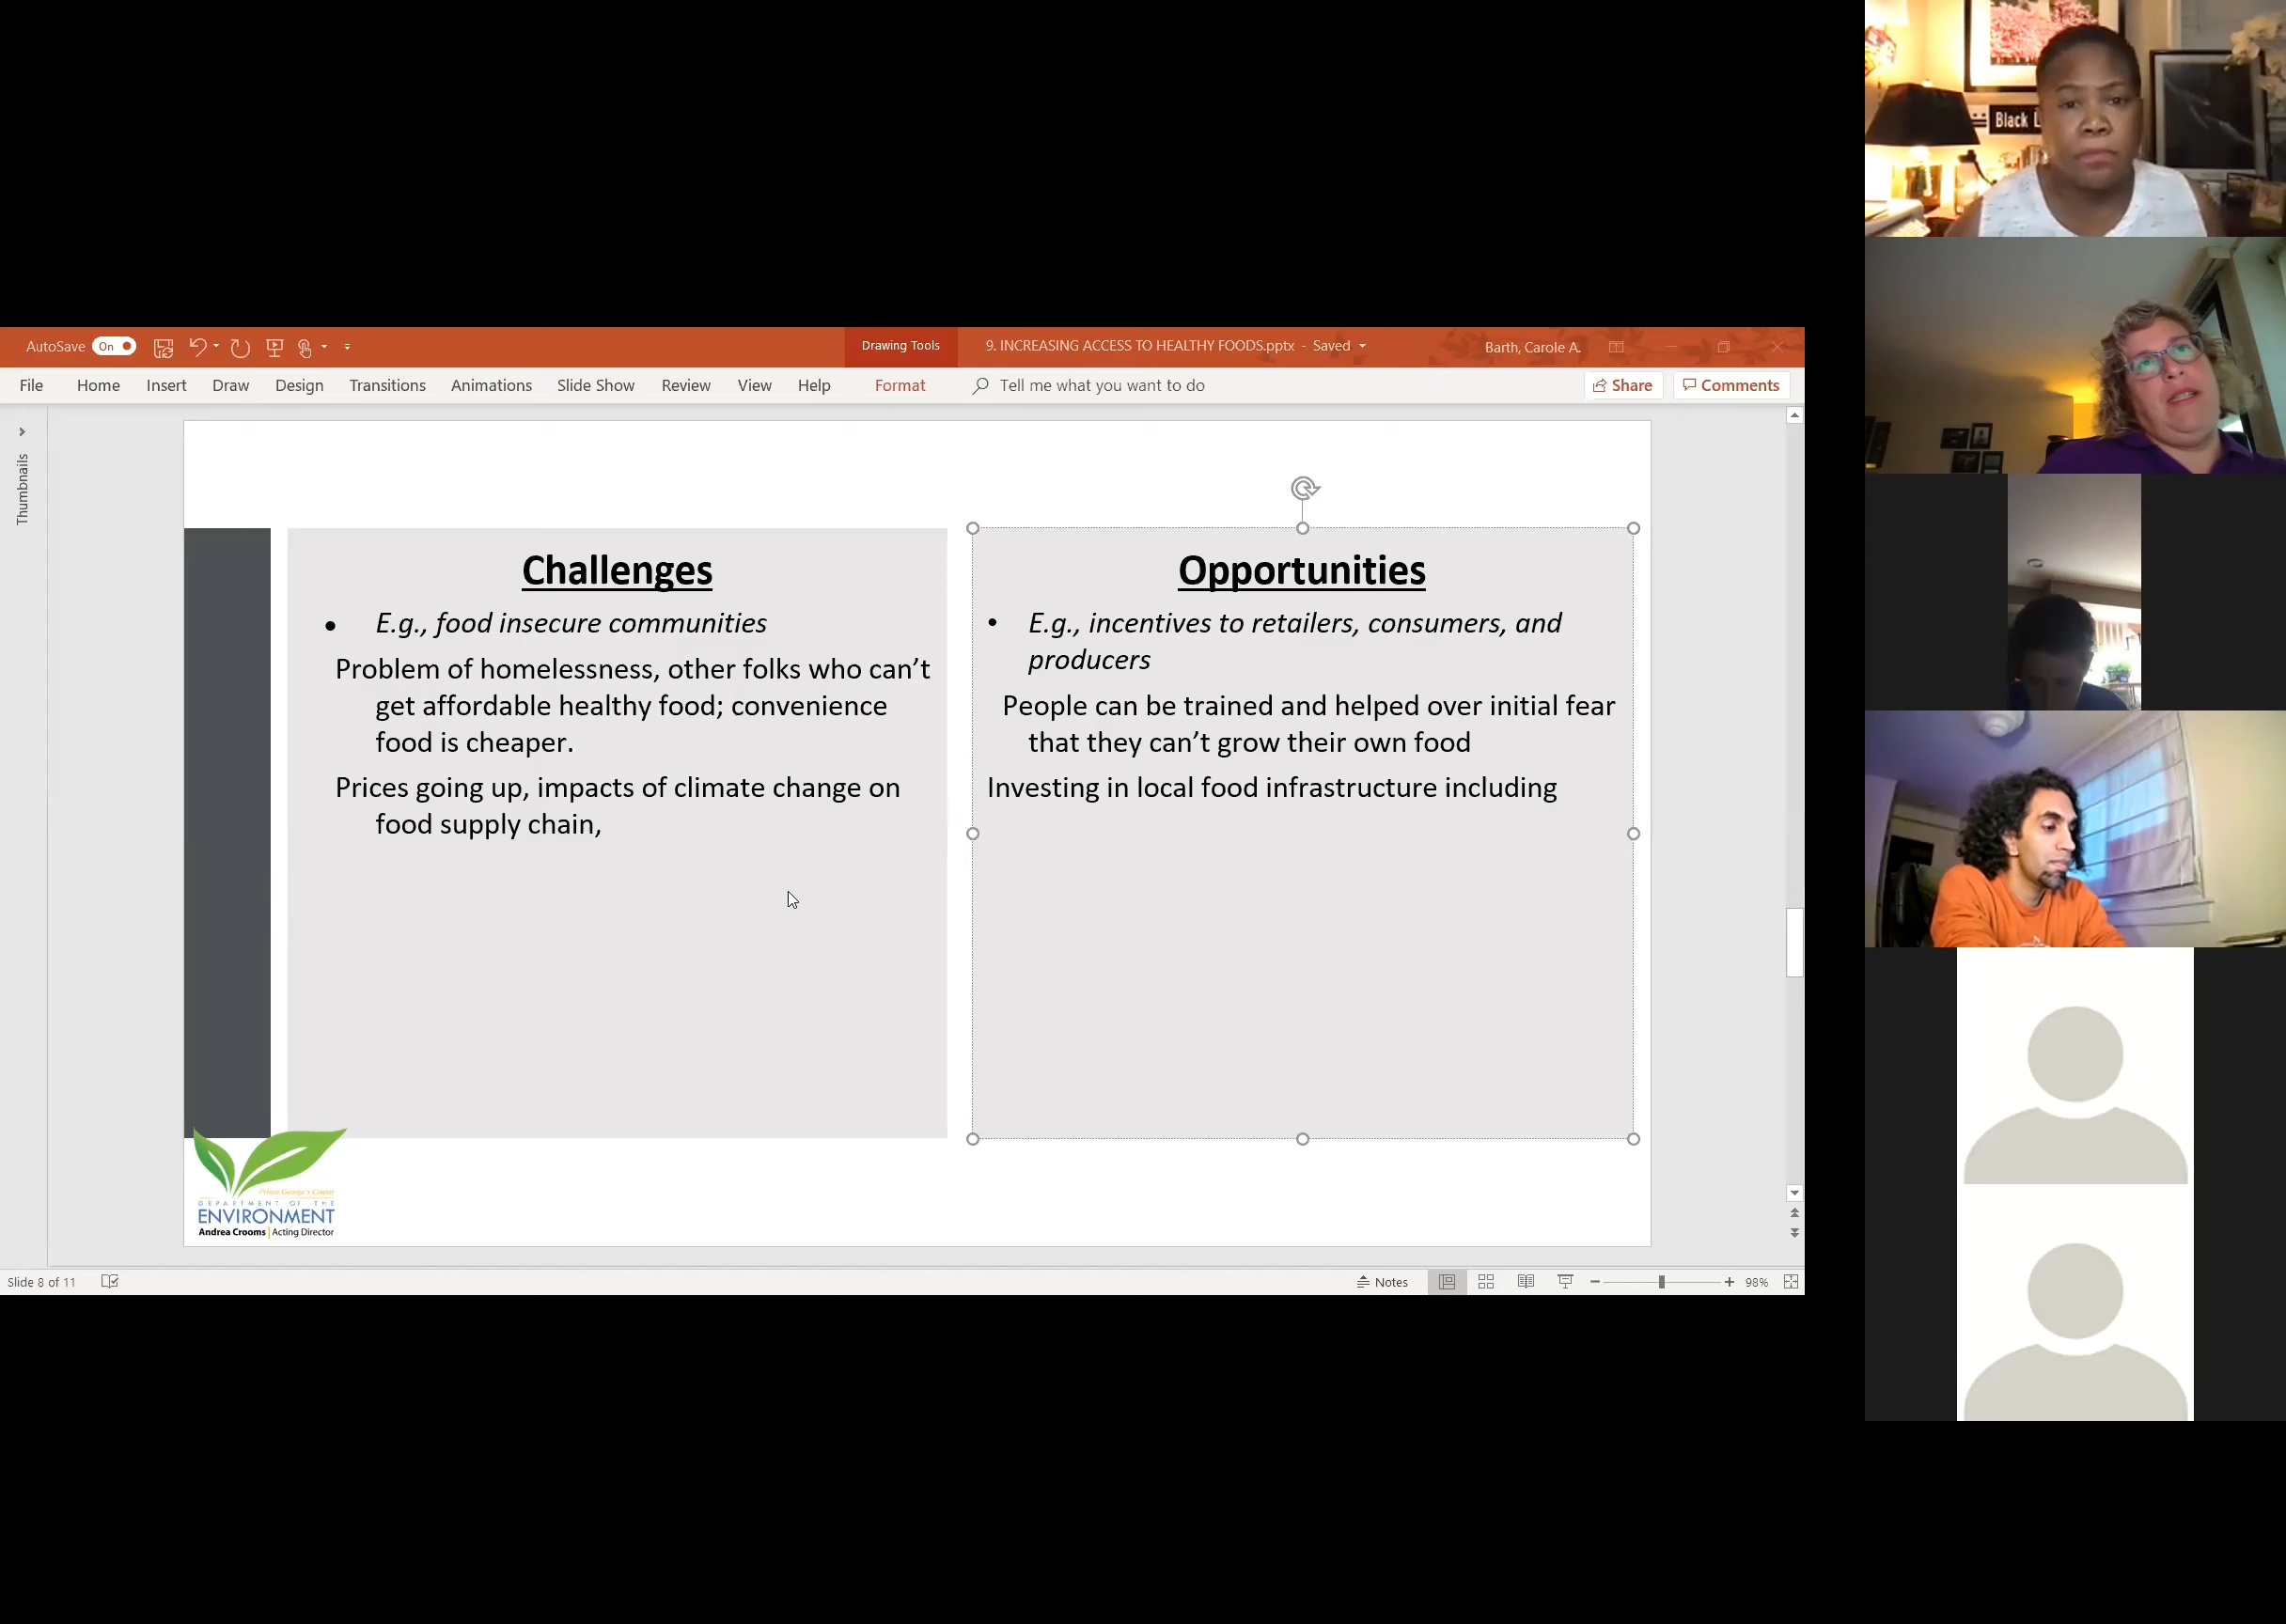 AutoSave On
Drawing Tools
9. INCREASING ACCESS TO HEALTHY FOODS.pptx - Saved
Barth, Carole A.
File Home Insert Draw Design Transitions Animations Slide Show Review View Help Format Tell me what you want to do Share Comments
Thumbnails
Challenges
• E.g., food insecure communities
Problem of homelessness, other folks who can't
get affordable healthy food; convenience
food is cheaper.
Prices going up, impacts of climate change on
food supply chain,
Opportunities
• E.g., incentives to retailers, consumers, and
producers
People can be trained and helped over initial fear
that they can't grow their own food
Investing in local food infrastructure including
Prince George's County
DEPARTMENT OF THE
ENVIRONMENT
Andrea Crooms | Acting Director
Slide 8 of 11
Notes
98%
Black L